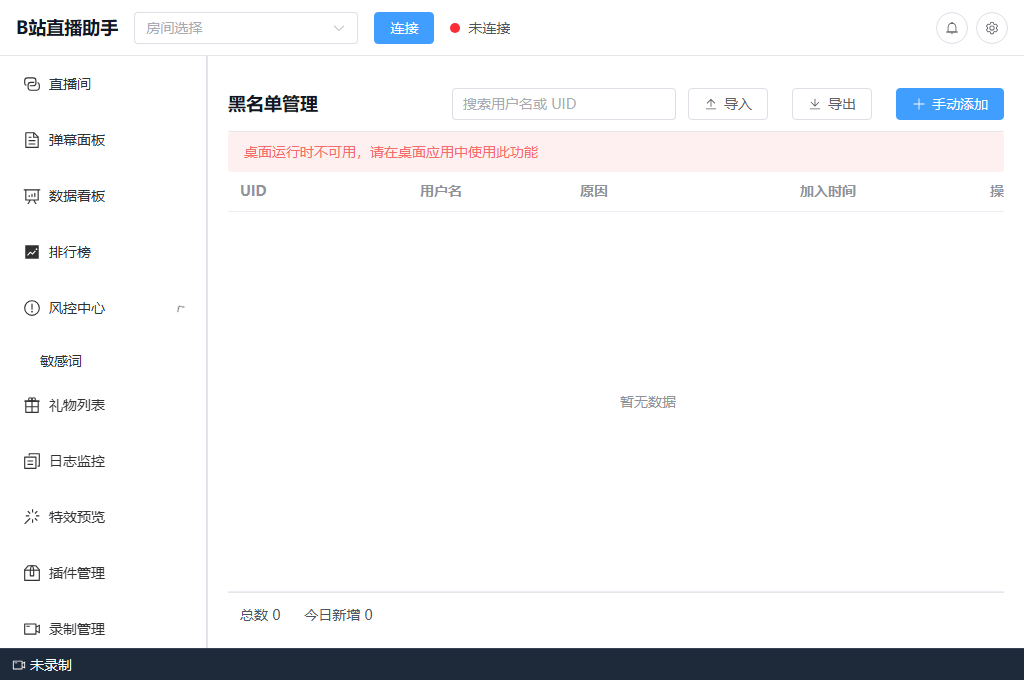 B站直播助手 房间选择 连接 未连接
直播间
弹幕面板
数据看板
排行榜
风控中心
敏感词
礼物列表
日志监控
特效预览
插件管理
录制管理
黑名单管理 搜索用户名或 UID 导入 导出 手动添加
桌面运行时不可用，请在桌面应用中使用此功能
UID 用户名 原因 加入时间 操
暂无数据
总数 0 今日新增 0
未录制